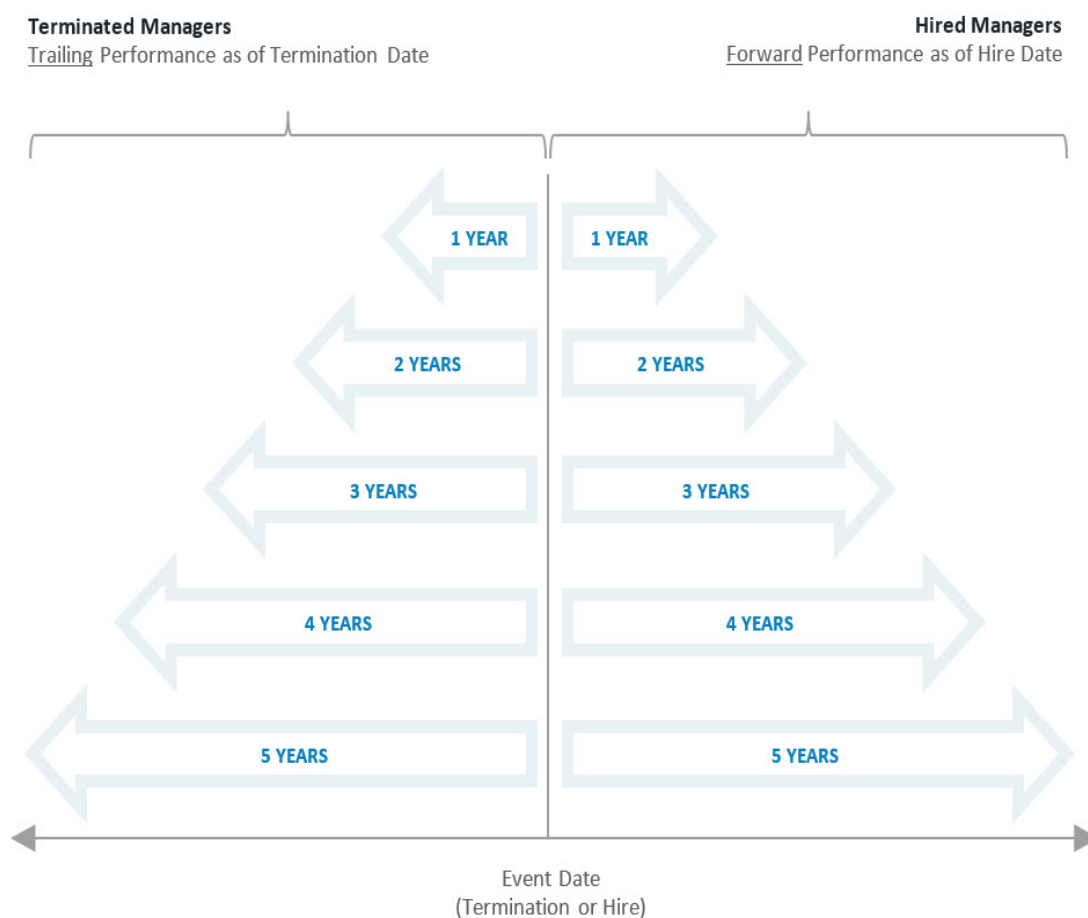 Terminated Managers
Trailing Performance as of Termination Date
Hired Managers
Forward Performance as of Hire Date
1 YEAR
1 YEAR
2 YEARS
2 YEARS
3 YEARS
3 YEARS
4 YEARS
4 YEARS
5 YEARS
5 YEARS
Event Date
(Termination or Hire)